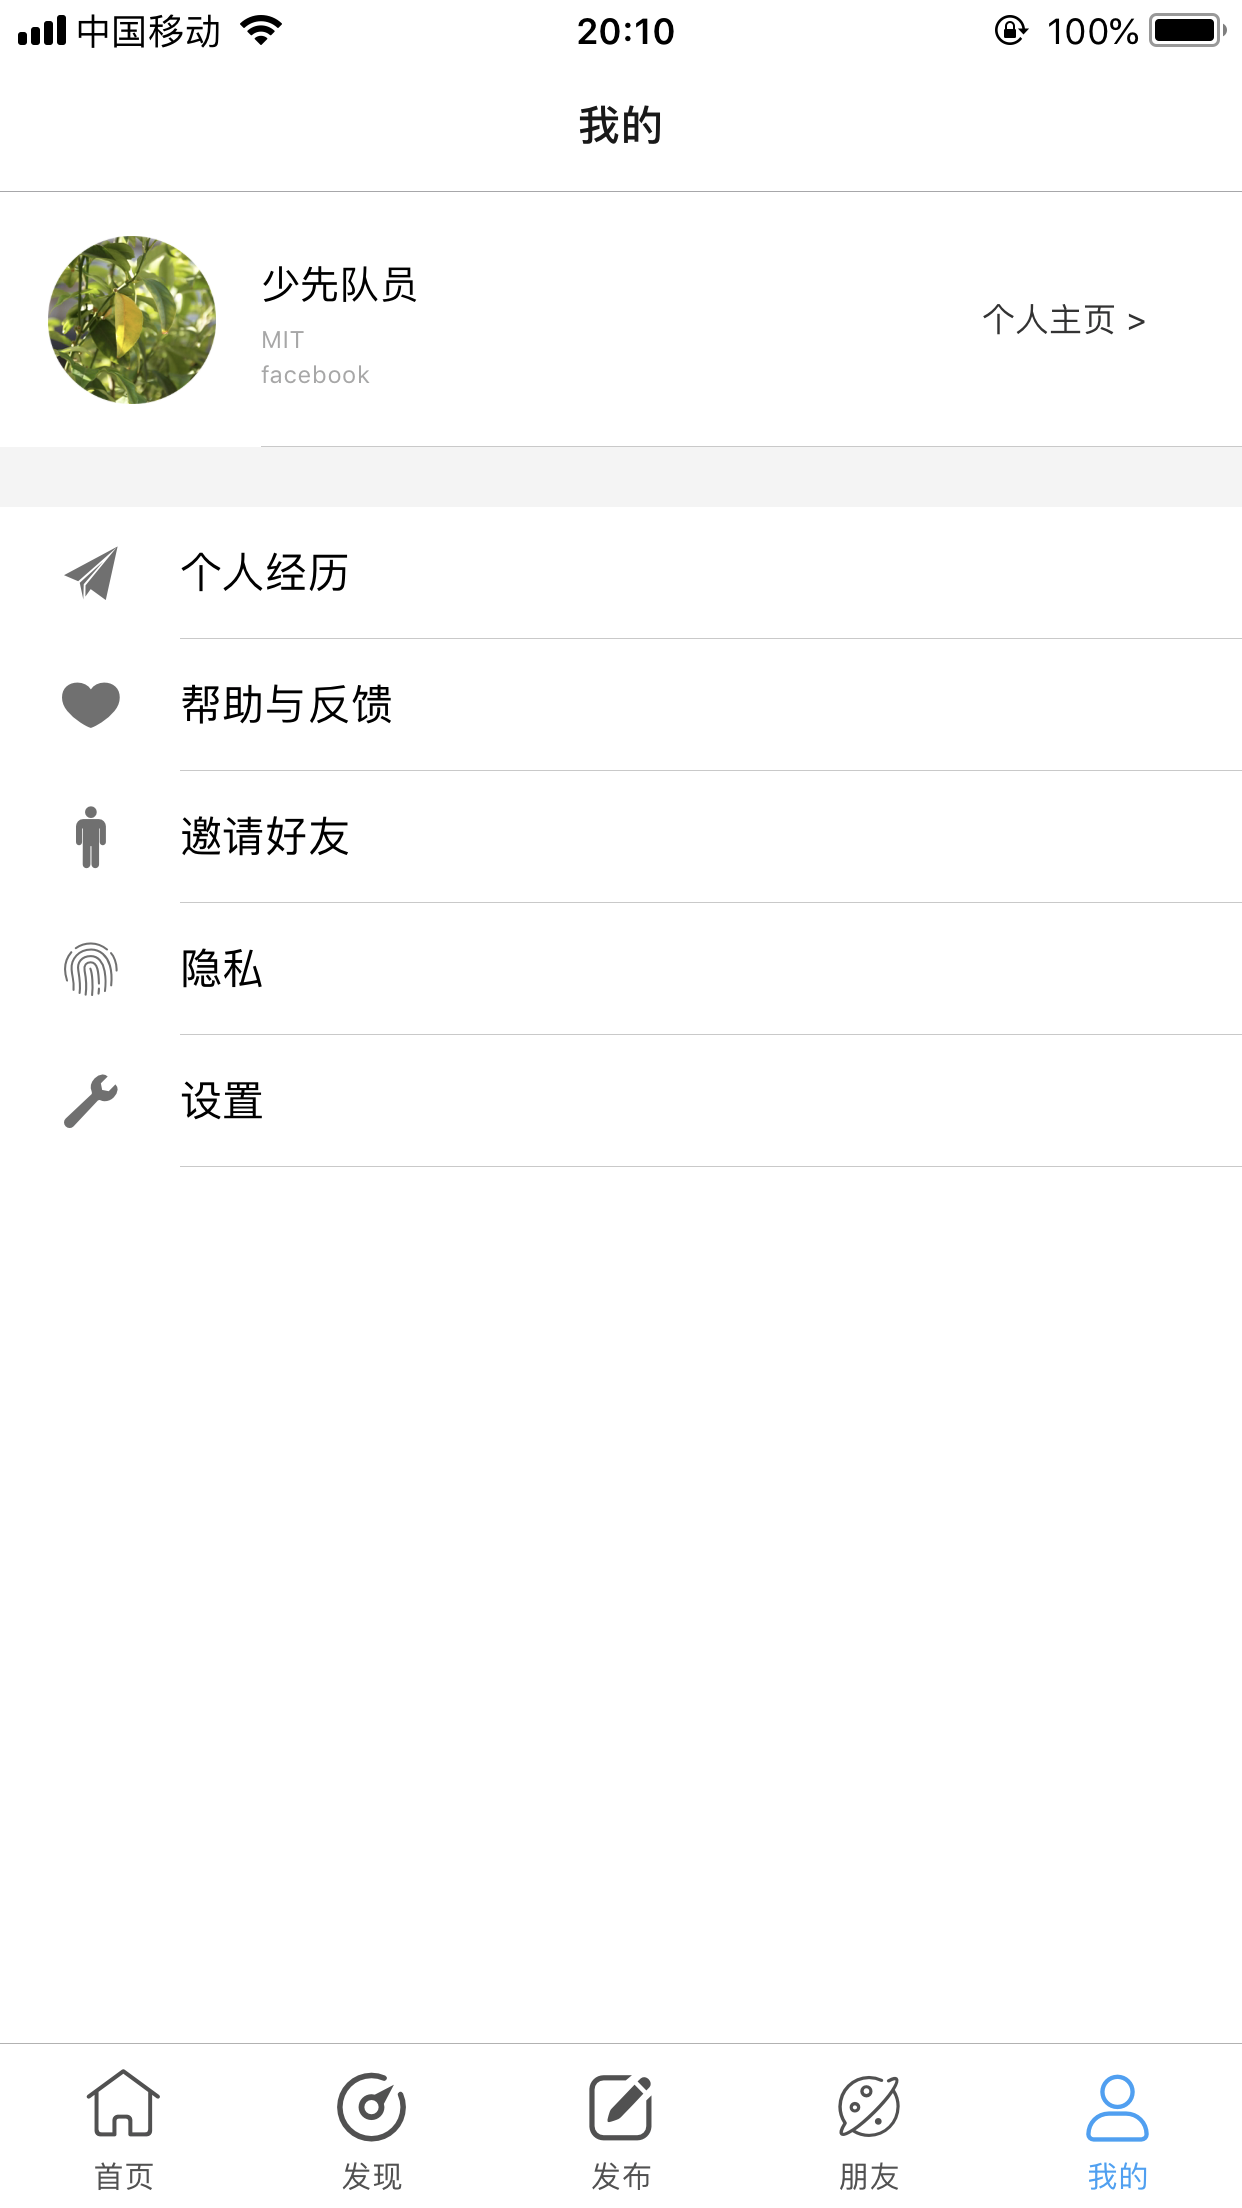 中国移动 20:10 100%
我的
少先队员
MIT
facebook
个人主页 >
个人经历
帮助与反馈
邀请好友
隐私
设置
首页 发现 发布 朋友 我的